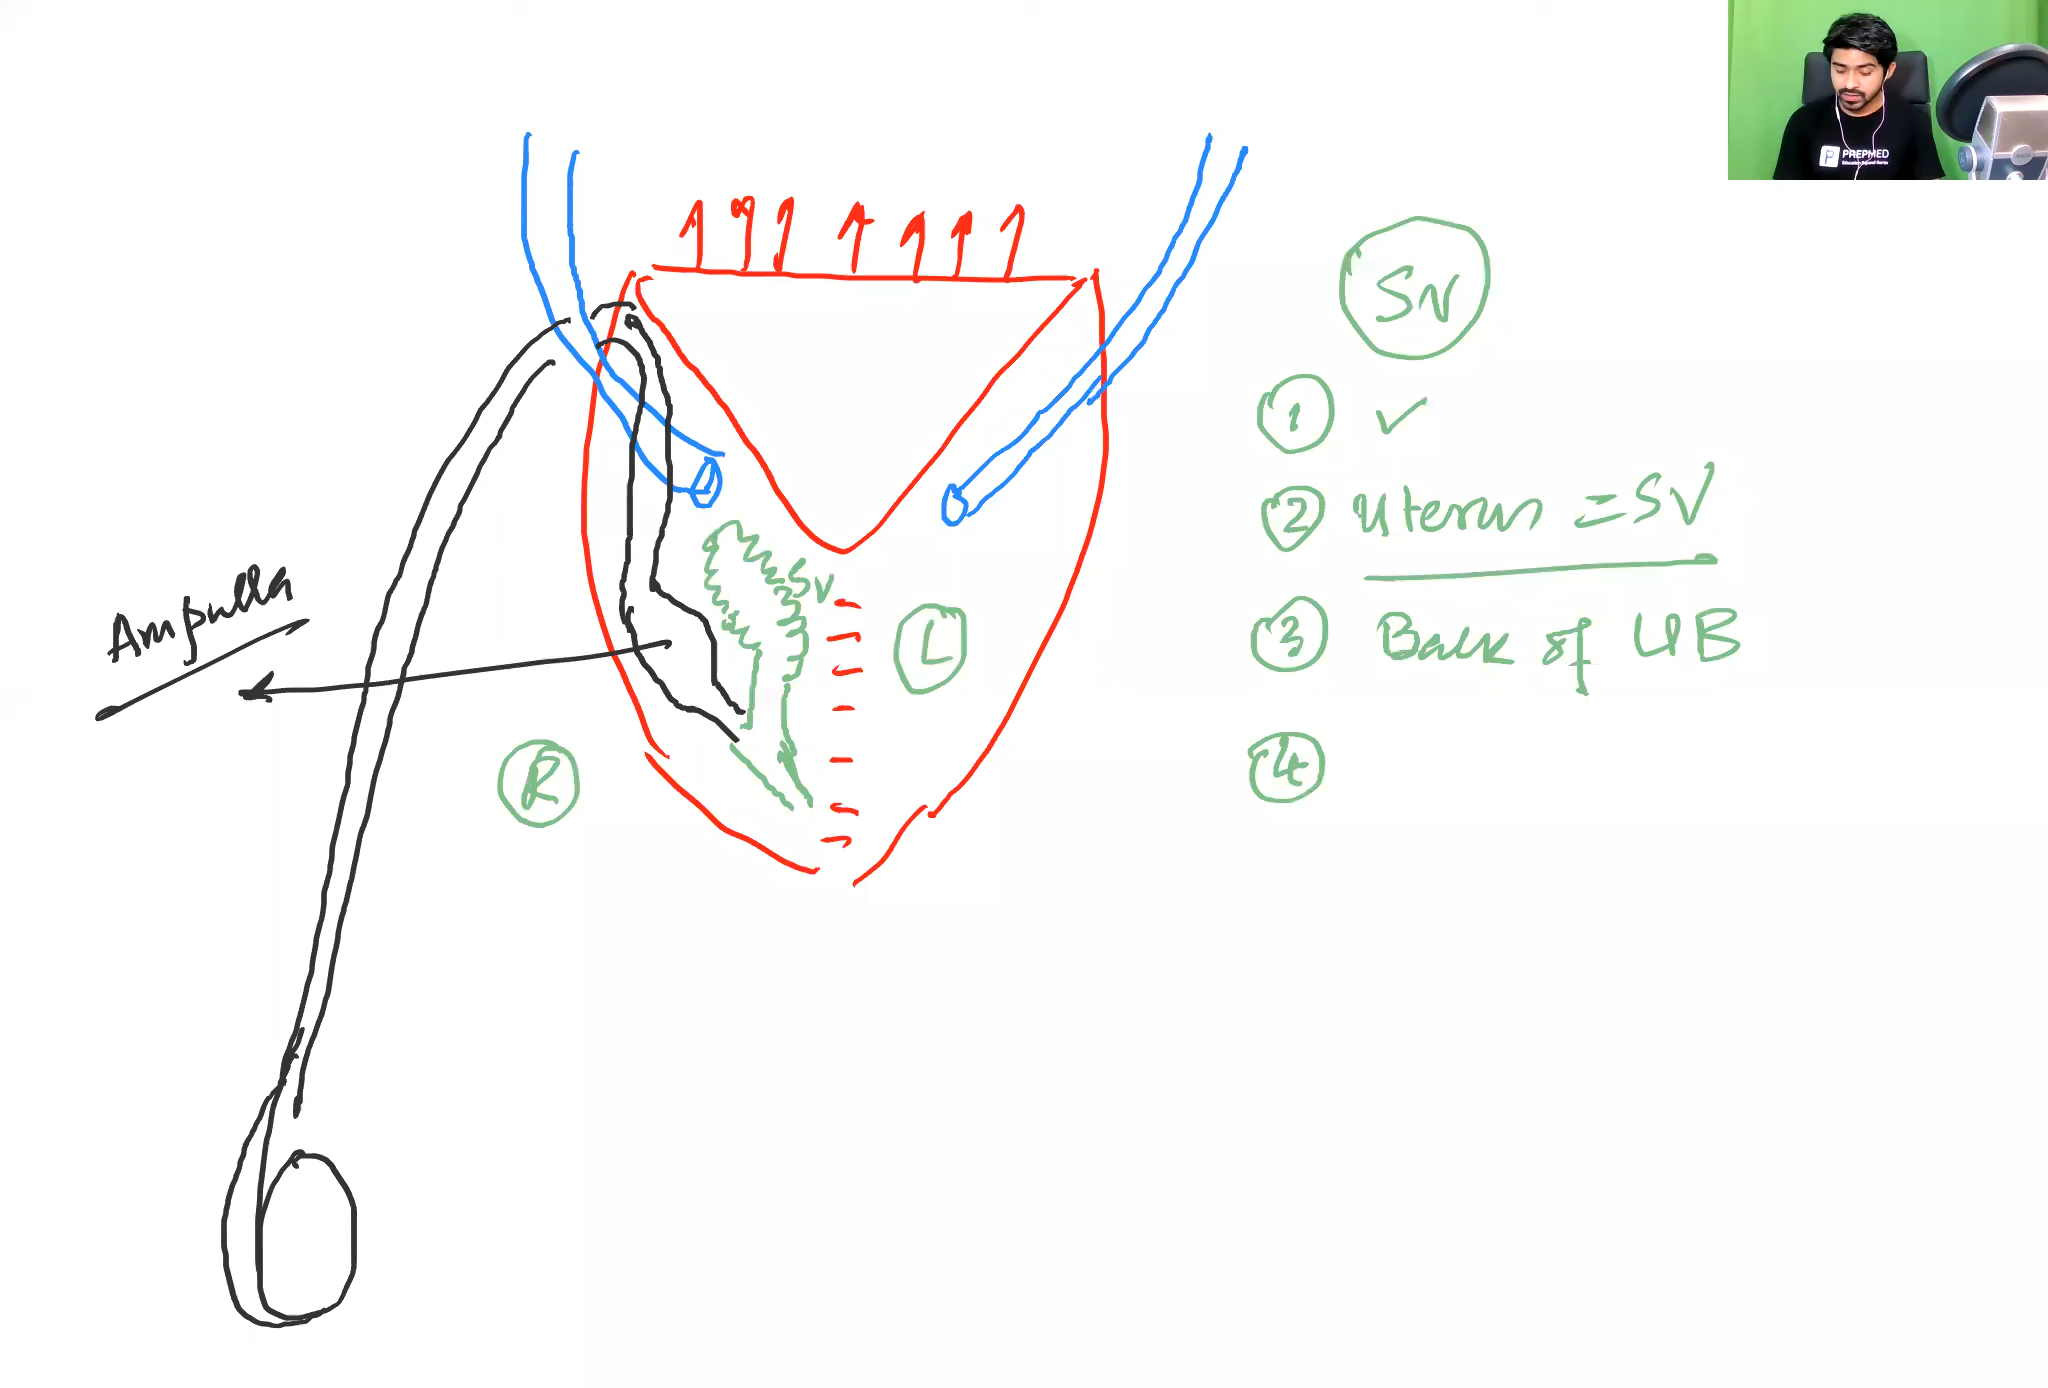 PREPMED
SV
1 ✓
2 Uterus = SV
3 Back of UB
4
SV
L
Ampulla
R